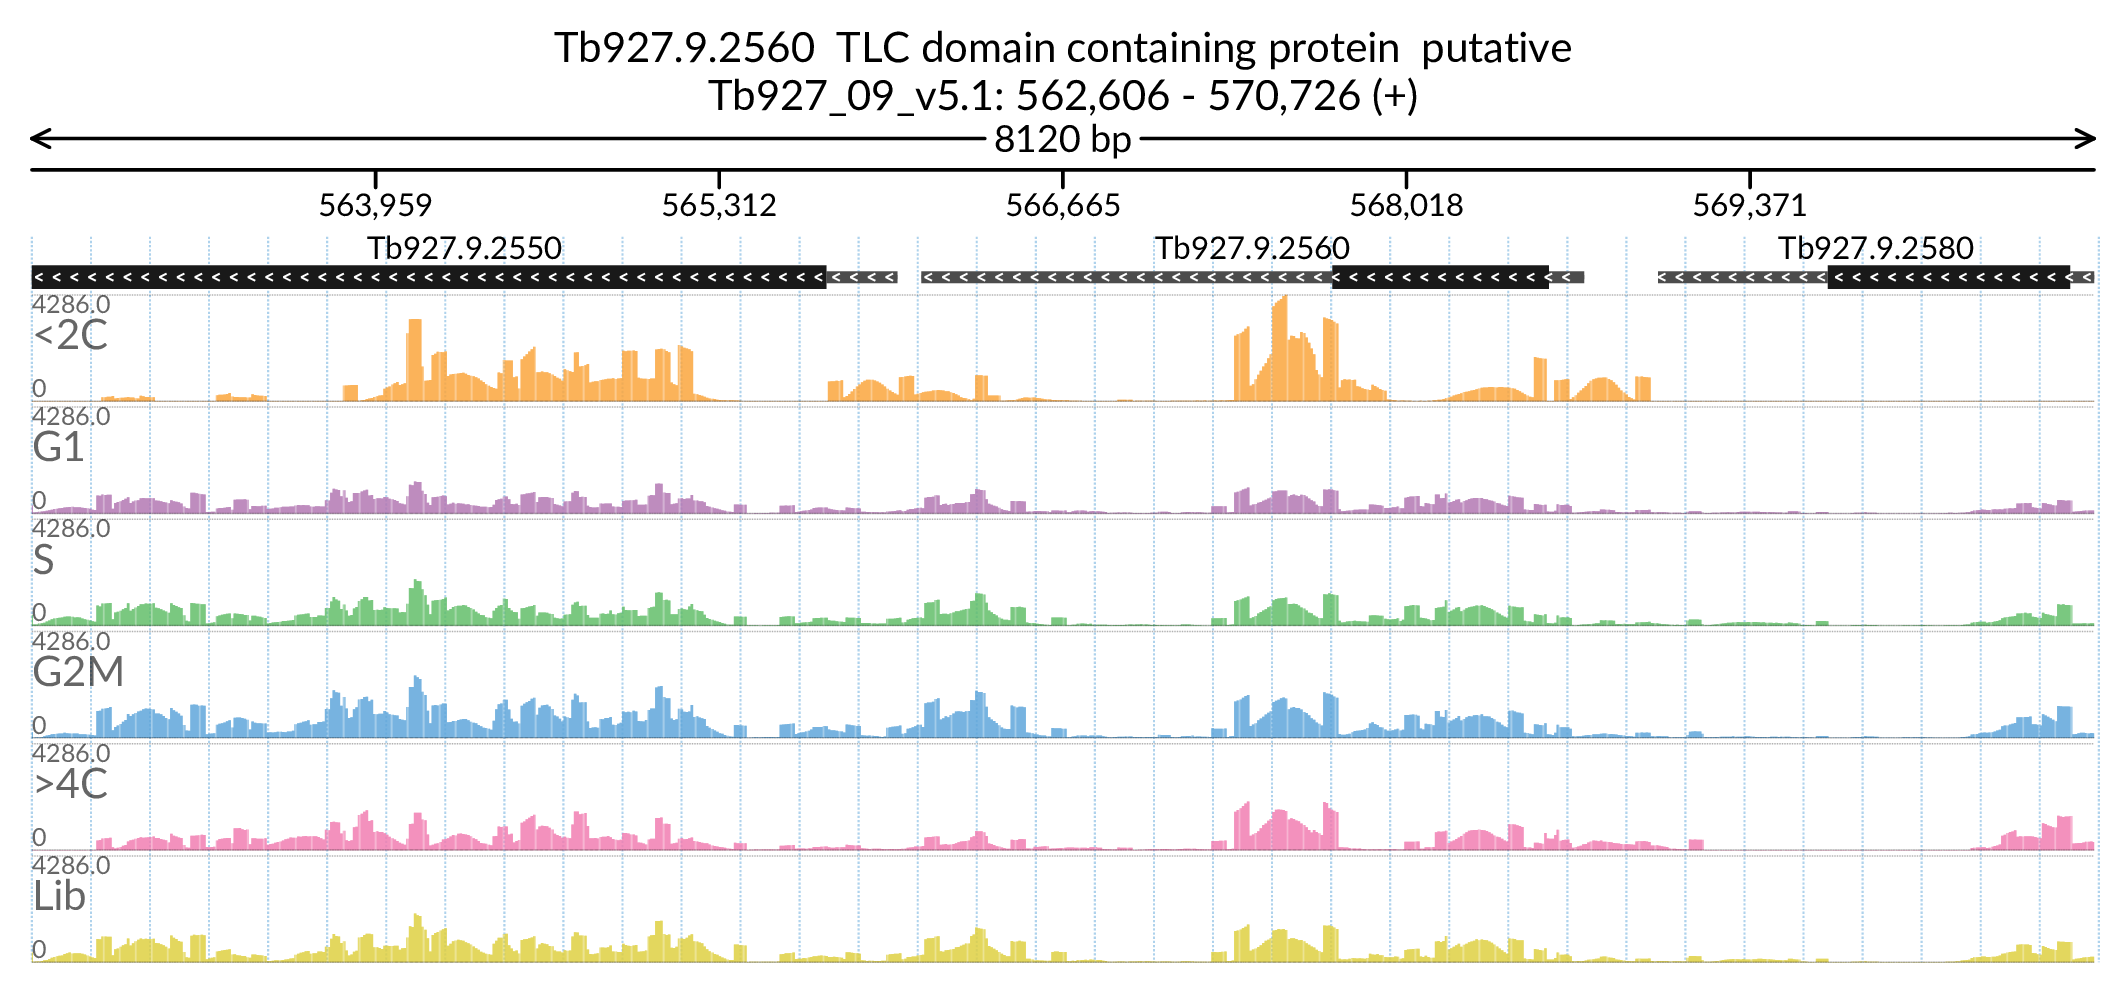 Tb927.9.2560 TLC domain containing protein putative
Tb927_09_v5.1: 562,606 - 570,726 (+)
8120 bp
563,959 565,312 566,665 568,018 569,371
Tb927.9.2550 Tb927.9.2560 Tb927.9.2580
4286.0
<2C
0
4286.0
G1
0
4286.0
S
0
4286.0
G2M
0
4286.0
>4C
0
4286.0
Lib
0